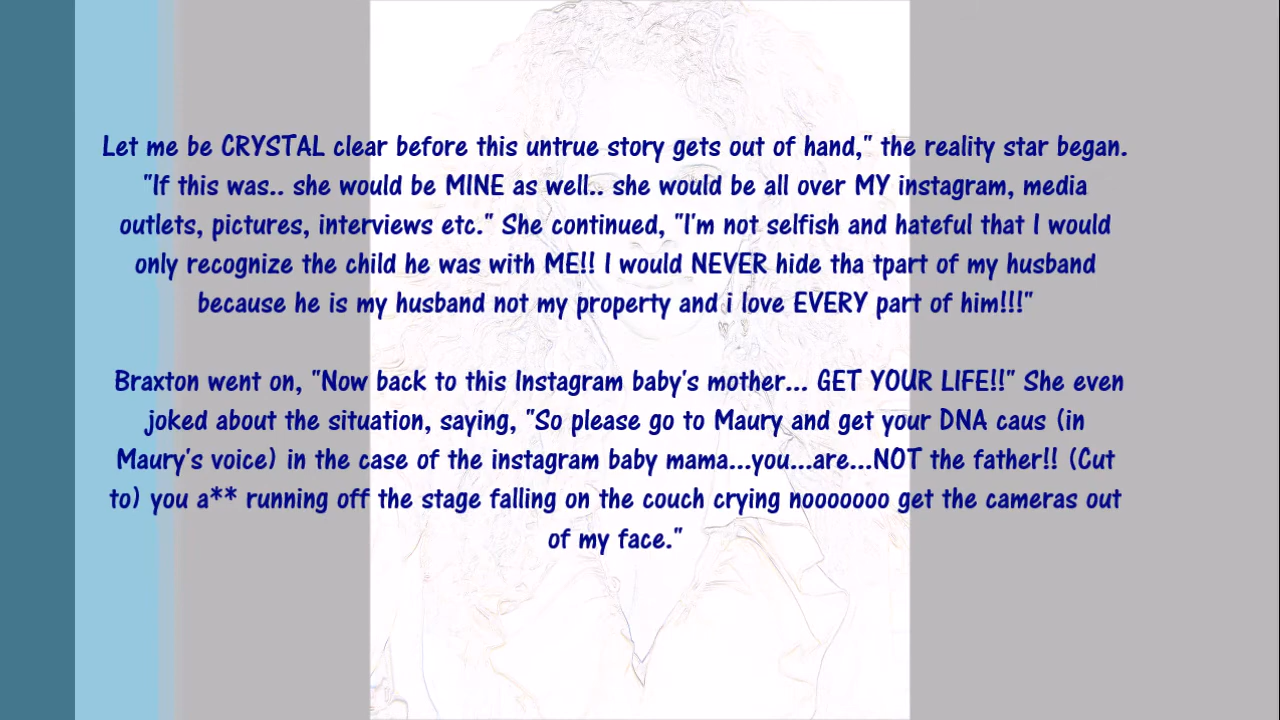 Let me be CRYSTAL clear before this untrue story gets out of hand," the reality star began.
"If this was.. she would be MINE as well.. she would be all over MY instagram, media
outlets, pictures, interviews etc." She continued, "I'm not selfish and hateful that I would
only recognize the child he was with ME!! I would NEVER hide tha tpart of my husband
because he is my husband not my property and i love EVERY part of him!!!"
Braxton went on, "Now back to this Instagram baby's mother... GET YOUR LIFE!!" She even
joked about the situation, saying, "So please go to Maury and get your DNA caus (in
Maury's voice) in the case of the instagram baby mama...you...are...NOT the father!! (Cut
to) you a** running off the stage falling on the couch crying nooooooo get the cameras out
of my face."